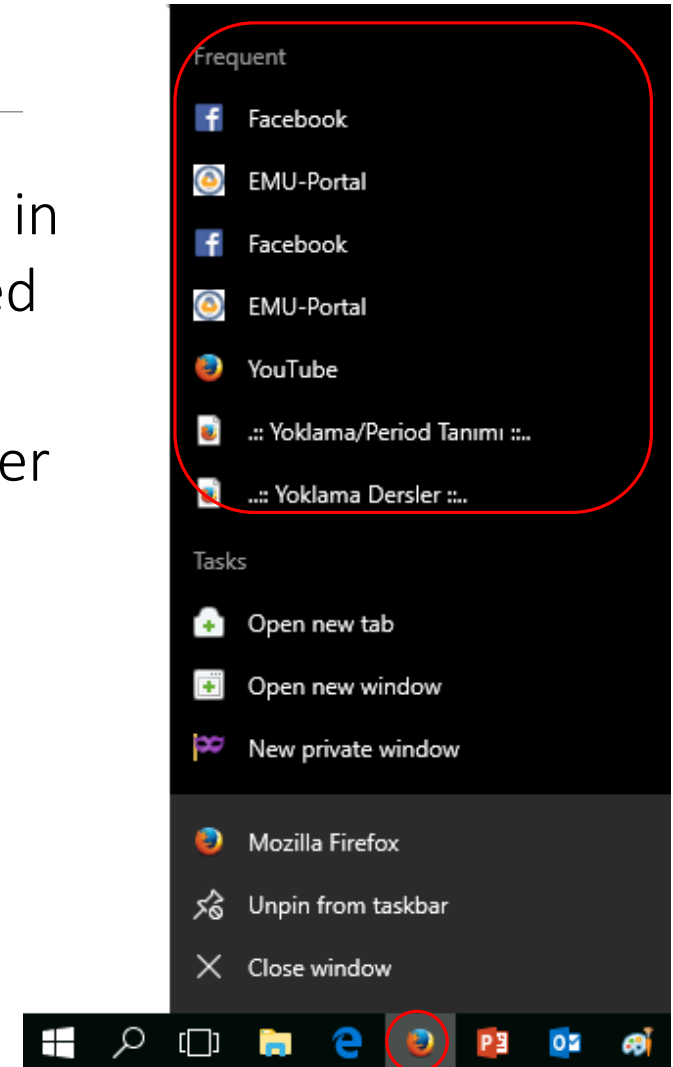 in
ed
er
Frequent
Facebook
EMU-Portal
Facebook
EMU-Portal
YouTube
.:: Yoklama/Period Tanımı ::..
..:: Yoklama Dersler ::..
Tasks
Open new tab
Open new window
New private window
Mozilla Firefox
Unpin from taskbar
Close window